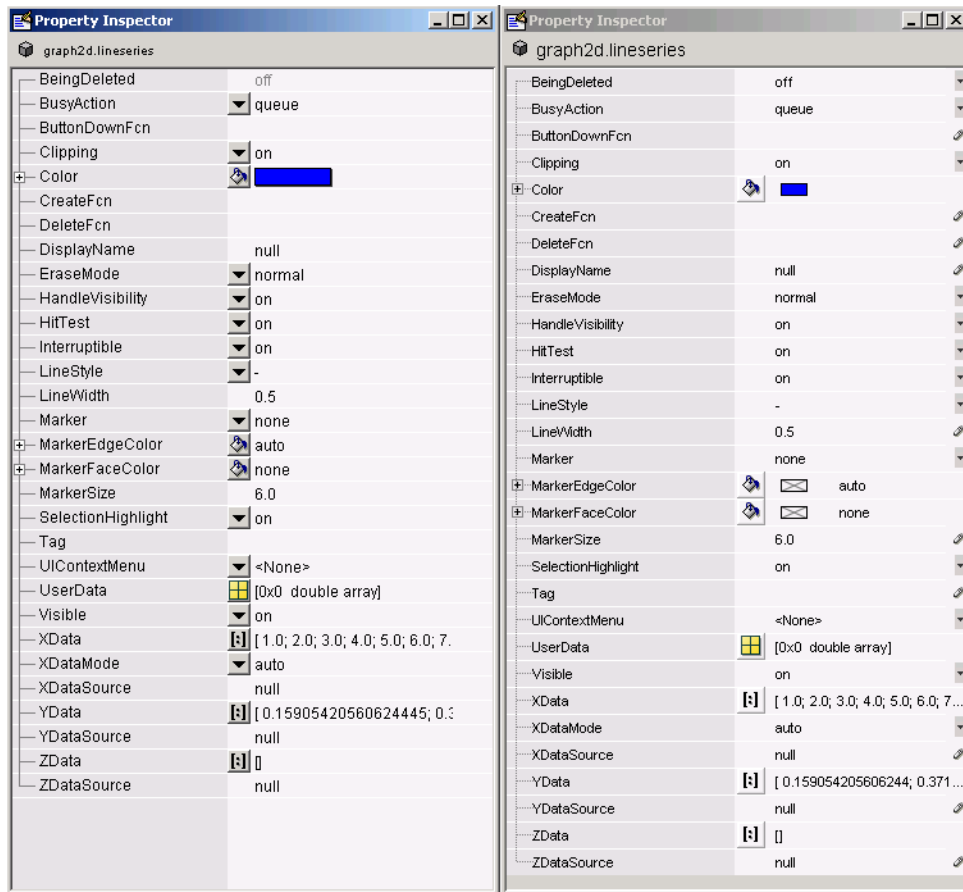 Property Inspector
graph2d.lineseries
BeingDeleted off
BusyAction queue
ButtonDownFcn
Clipping on
Color
CreateFcn
DeleteFcn
DisplayName null
EraseMode normal
HandleVisibility on
HitTest on
Interruptible on
LineStyle -
LineWidth 0.5
Marker none
MarkerEdgeColor auto
MarkerFaceColor none
MarkerSize 6.0
SelectionHighlight on
Tag
UIContextMenu <None>
UserData [0x0 double array]
Visible on
XData [:] [ 1.0; 2.0; 3.0; 4.0; 5.0; 6.0; 7.
XDataMode auto
XDataSource null
YData [:] [ 0.15905420560624445; 0.3
YDataSource null
ZData [:] []
ZDataSource null
Property Inspector
graph2d.lineseries
BeingDeleted off
BusyAction queue
ButtonDownFcn
Clipping on
Color
CreateFcn
DeleteFcn
DisplayName null
EraseMode normal
HandleVisibility on
HitTest on
Interruptible on
LineStyle -
LineWidth 0.5
Marker none
MarkerEdgeColor auto
MarkerFaceColor none
MarkerSize 6.0
SelectionHighlight on
Tag
UIContextMenu <None>
UserData [0x0 double array]
Visible on
XData [:] [ 1.0; 2.0; 3.0; 4.0; 5.0; 6.0; 7...
XDataMode auto
XDataSource null
YData [:] [ 0.159054205606244; 0.371...
YDataSource null
ZData [:] []
ZDataSource null